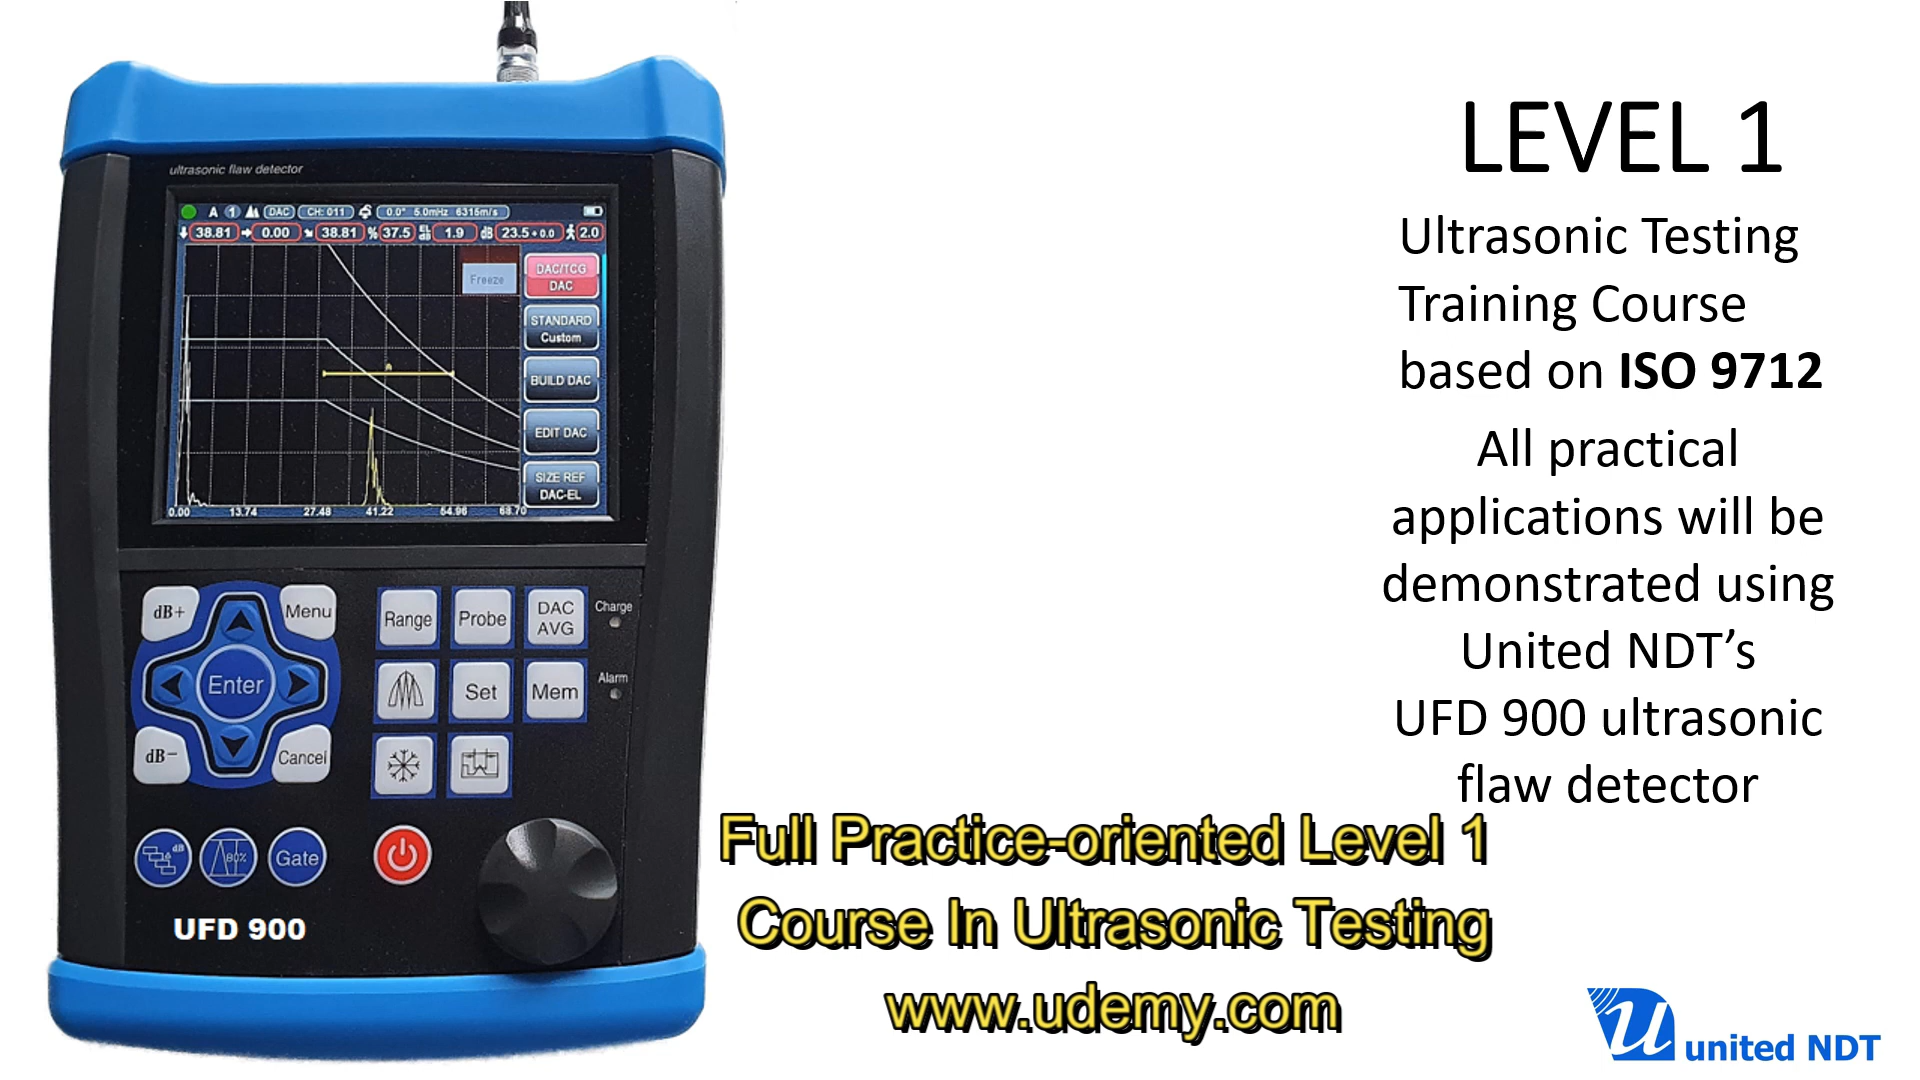 ultrasonic flaw detector
A 1 DAC CH: 011 0.0° 5.0mHz 6315m/s
38.81 0.00 38.81 % 37.5 EL dB 1.9 dB 23.5+0.0 2.0
Freeze
DAC/TCG
DAC
STANDARD
Custom
BUILD DAC
EDIT DAC
SIZE REF
DAC-EL
0.00 13.74 27.48 41.22 54.96 68.70
dB+
Menu
Enter
dB-
Cancel
Range
Probe
DAC
AVG
Charge
Set
Mem
Alarm
dB
80%
Gate
UFD 900
LEVEL 1
Ultrasonic Testing
Training Course
based on ISO 9712
All practical
applications will be
demonstrated using
United NDT’s
UFD 900 ultrasonic
flaw detector
Full Practice-oriented Level 1
Course In Ultrasonic Testing
www.udemy.com
united NDT